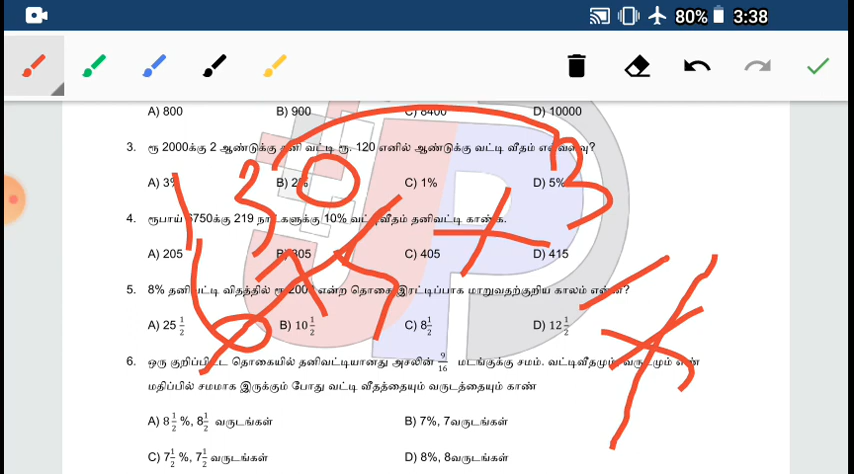 80% 3:38
A) 800 B) 900 C) 8400 D) 10000
3. ரூ 2000க்கு 2 ஆண்டுக்கு தனி வட்டி ரூ. 120 எனில் ஆண்டுக்கு வட்டி வீதம் எவ்வளவு?
A) 3% B) 2% C) 1% D) 5%
4. ரூபாய் 6750க்கு 219 நாட்களுக்கு 10% வட்டிவீதம் தனிவட்டி காண்க.
A) 205 B) 305 C) 405 D) 415
5. 8% தனிவட்டி விதத்தில் ரூ 200 என்ற தொகை இரட்டிப்பாக மாறுவதற்குறிய காலம் என்ன?
A) 25 1/2 B) 10 1/2 C) 8 1/2 D) 12 1/2
6. ஒரு குறிப்பிட்ட தொகையில் தனிவட்டியானது அசலின் 9/16 மடங்குக்கு சமம். வட்டிவீதமும் வருடமும் எண்
மதிப்பில் சமமாக இருக்கும் போது வட்டி வீதத்தையும் வருடத்தையும் காண்
A) 8 1/2 %, 8 1/2 வருடங்கள் B) 7%, 7வருடங்கள்
C) 7 1/2 %, 7 1/2 வருடங்கள் D) 8%, 8வருடங்கள்